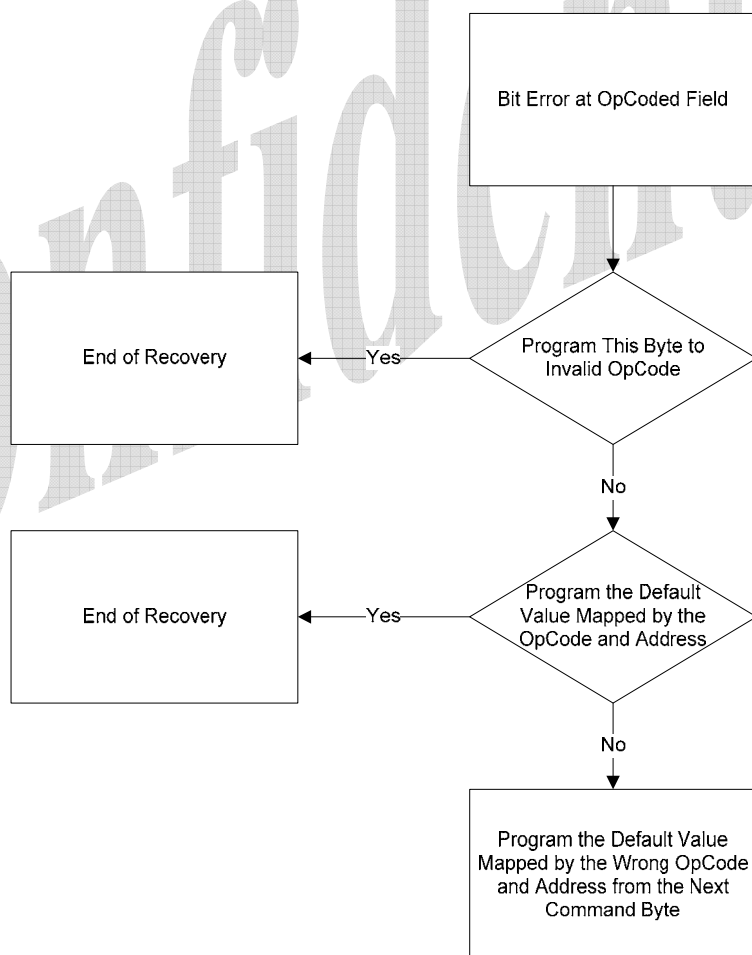 Bit Error at OpCoded Field
Program This Byte to
Invalid OpCode
Yes
End of Recovery
No
Program the Default
Value Mapped by the
OpCode and Address
Yes
End of Recovery
No
Program the Default Value
Mapped by the Wrong OpCode
and Address from the Next
Command Byte